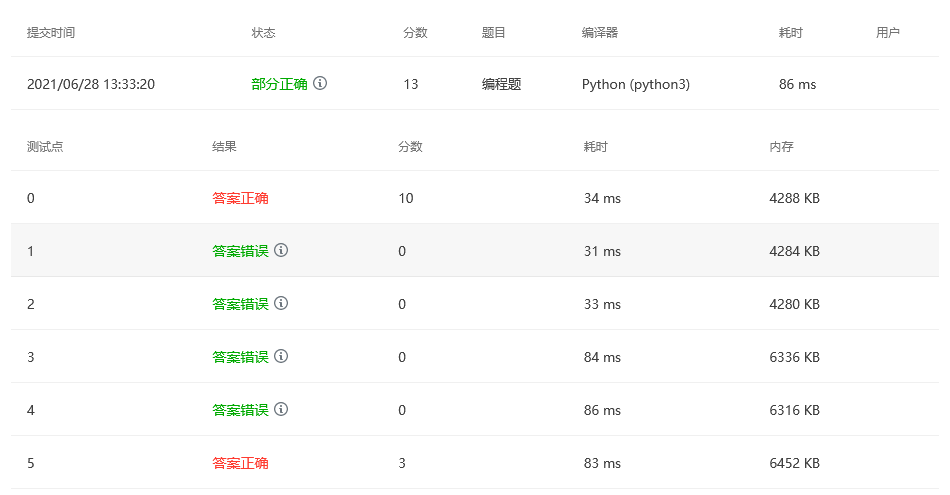 提交时间 状态 分数 题目 编译器 耗时 用户
2021/06/28 13:33:20 部分正确 13 编程题 Python (python3) 86 ms
测试点 结果 分数 耗时 内存
0 答案正确 10 34 ms 4288 KB
1 答案错误 0 31 ms 4284 KB
2 答案错误 0 33 ms 4280 KB
3 答案错误 0 84 ms 6336 KB
4 答案错误 0 86 ms 6316 KB
5 答案正确 3 83 ms 6452 KB